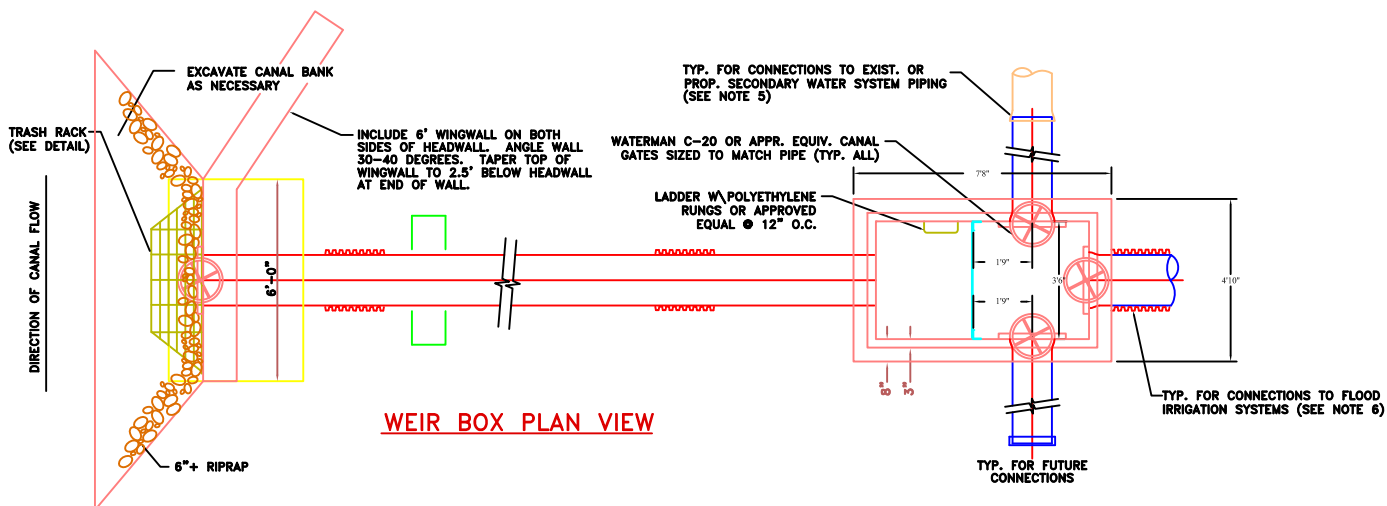 EXCAVATE CANAL BANK
AS NECESSARY
TRASH RACK
(SEE DETAIL)
DIRECTION OF CANAL FLOW
INCLUDE 6' WINGWALL ON BOTH
SIDES OF HEADWALL. ANGLE WALL
30-40 DEGREES. TAPER TOP OF
WINGWALL TO 2.5' BELOW HEADWALL
AT END OF WALL.
6'-0"
6"+ RIPRAP
WEIR BOX PLAN VIEW
TYP. FOR CONNECTIONS TO EXIST. OR
PROP. SECONDARY WATER SYSTEM PIPING
(SEE NOTE 5)
WATERMAN C-20 OR APPR. EQUIV. CANAL
GATES SIZED TO MATCH PIPE (TYP. ALL)
LADDER W\POLYETHYLENE
RUNGS OR APPROVED
EQUAL @ 12" O.C.
7'8"
1'9"
1'9"
3'6"
4'10"
8"
3"
TYP. FOR CONNECTIONS TO FLOOD
IRRIGATION SYSTEMS (SEE NOTE 6)
TYP. FOR FUTURE
CONNECTIONS